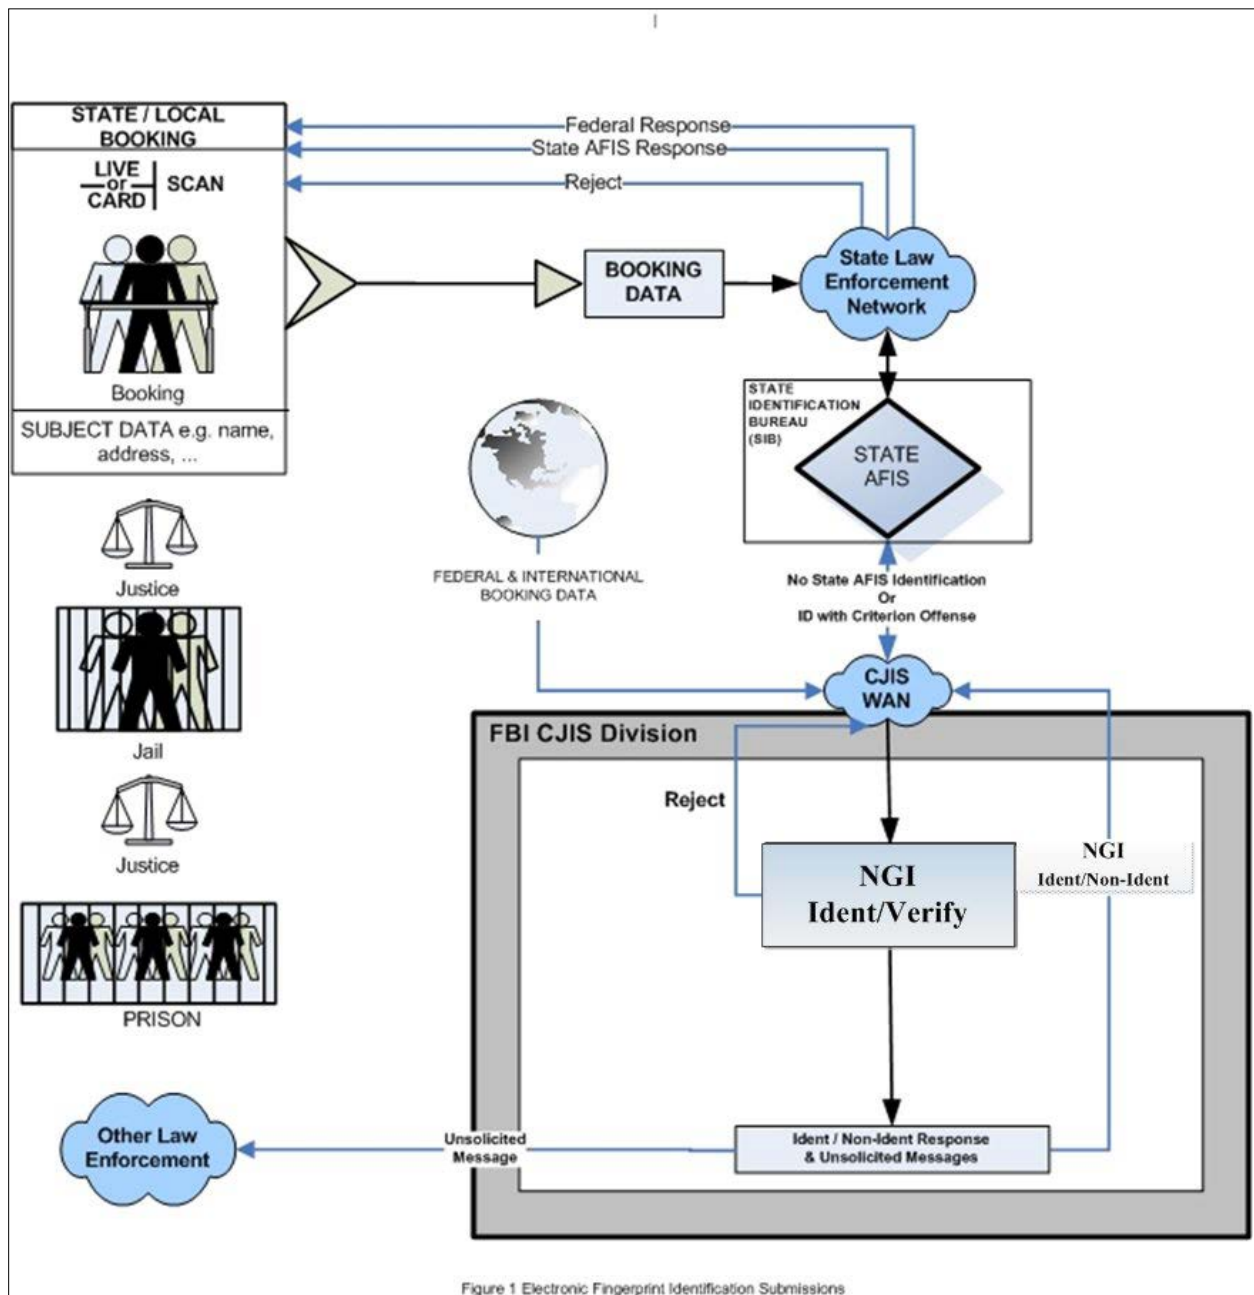 STATE / LOCAL
BOOKING
LIVE
or
CARD
SCAN
Booking
SUBJECT DATA e.g. name,
address, ...
Federal Response
State AFIS Response
Reject
BOOKING
DATA
State Law
Enforcement
Network
STATE
IDENTIFICATION
BUREAU
(SIB)
STATE
AFIS
FEDERAL & INTERNATIONAL
BOOKING DATA
No State AFIS Identification
Or
ID with Criterion Offense
CJIS
WAN
Justice
Jail
Justice
PRISON
FBI CJIS Division
Reject
NGI
Ident/Verify
NGI
Ident/Non-Ident
Other Law
Enforcement
Unsolicited
Message
Ident / Non-Ident Response
& Unsolicited Messages
Figure 1 Electronic Fingerprint Identification Submissions